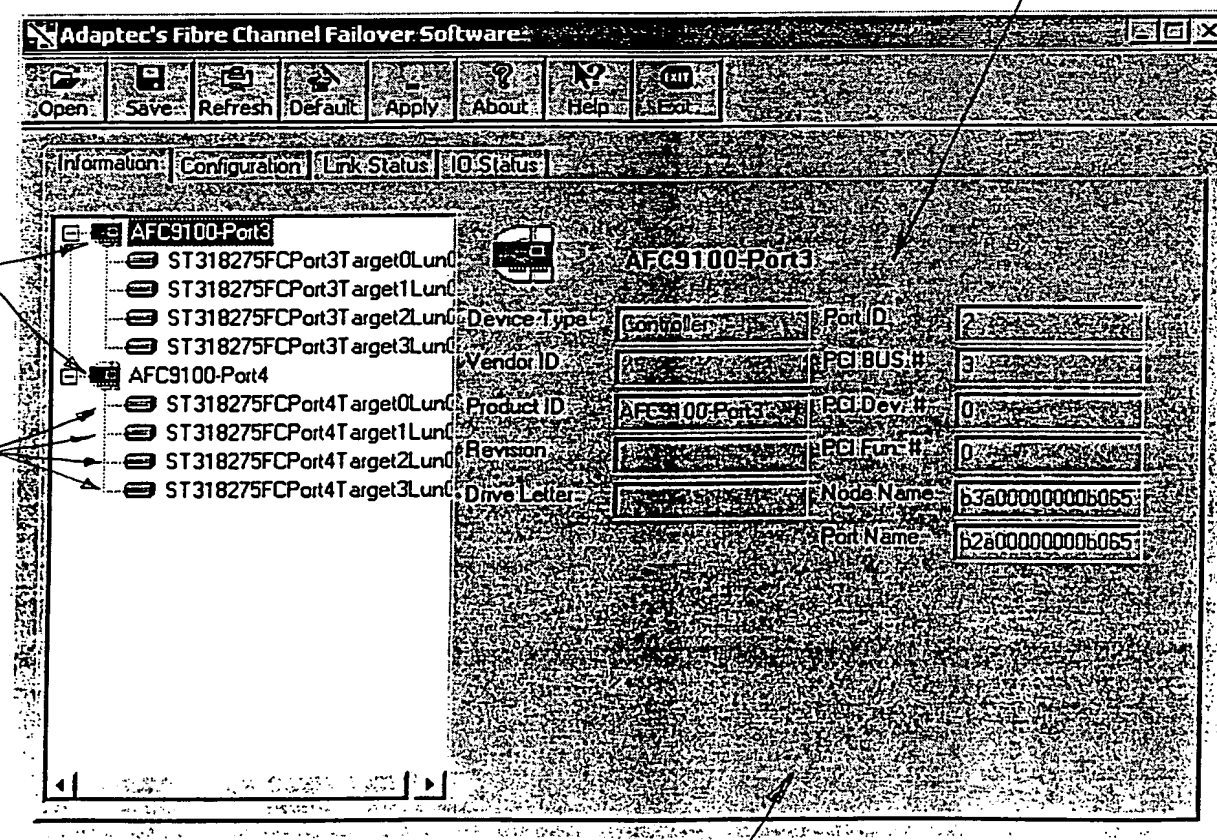 Adaptec's Fibre Channel Failover Software
Open Save Refresh Default Apply About Help Exit
EXIT
Information Configuration Link Status IO Status
AFC9100-Port3
ST318275FCPort3Target0Lun0
ST318275FCPort3Target1Lun0
ST318275FCPort3Target2Lun0
ST318275FCPort3Target3Lun0
AFC9100-Port4
ST318275FCPort4Target0Lun0
ST318275FCPort4Target1Lun0
ST318275FCPort4Target2Lun0
ST318275FCPort4Target3Lun0
AFC9100-Port3
Device Type Controller Port ID 2
Vendor ID PCI BUS # 3
Product ID AFC9100-Port3 PCI Dev. # 0
Revision PCI Fun. # 0
Drive Letter Node Name b3a00000000b065
Port Name b2a00000000b065